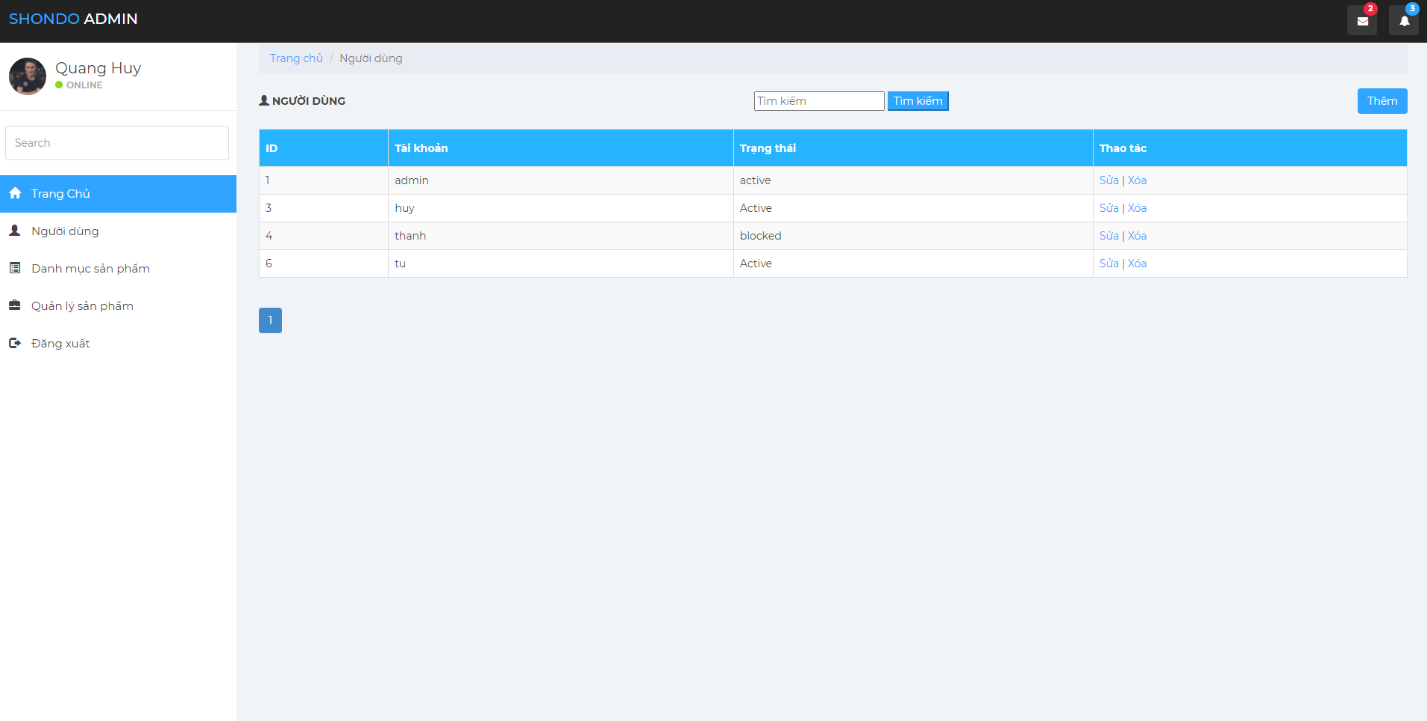 SHONDO ADMIN
2
3
Quang Huy
ONLINE
Search
Trang Chủ
Người dùng
Danh mục sản phẩm
Quản lý sản phẩm
Đăng xuất
Trang chủ / Người dùng
NGƯỜI DÙNG
Tìm kiếm Tìm kiếm
Thêm
ID Tài khoản Trạng thái Thao tác
1 admin active Sửa | Xóa
3 huy Active Sửa | Xóa
4 thanh blocked Sửa | Xóa
6 tu Active Sửa | Xóa
1